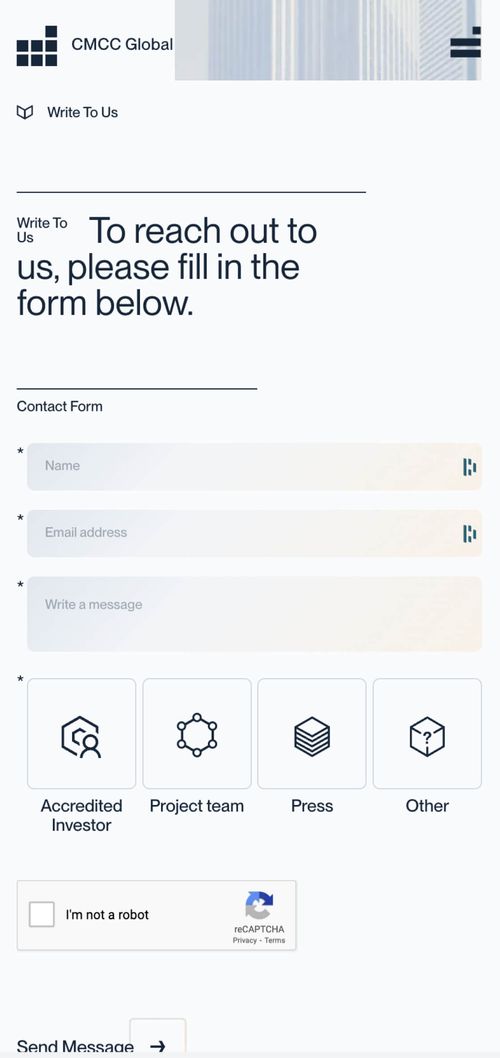 CMCC Global
Write To Us
Write To
Us
To reach out to
us, please fill in the
form below.
Contact Form
*
Name
*
Email address
*
Write a message
*
Accredited
Investor
Project team
Press
?
Other
I'm not a robot
reCAPTCHA
Privacy - Terms
Send Message